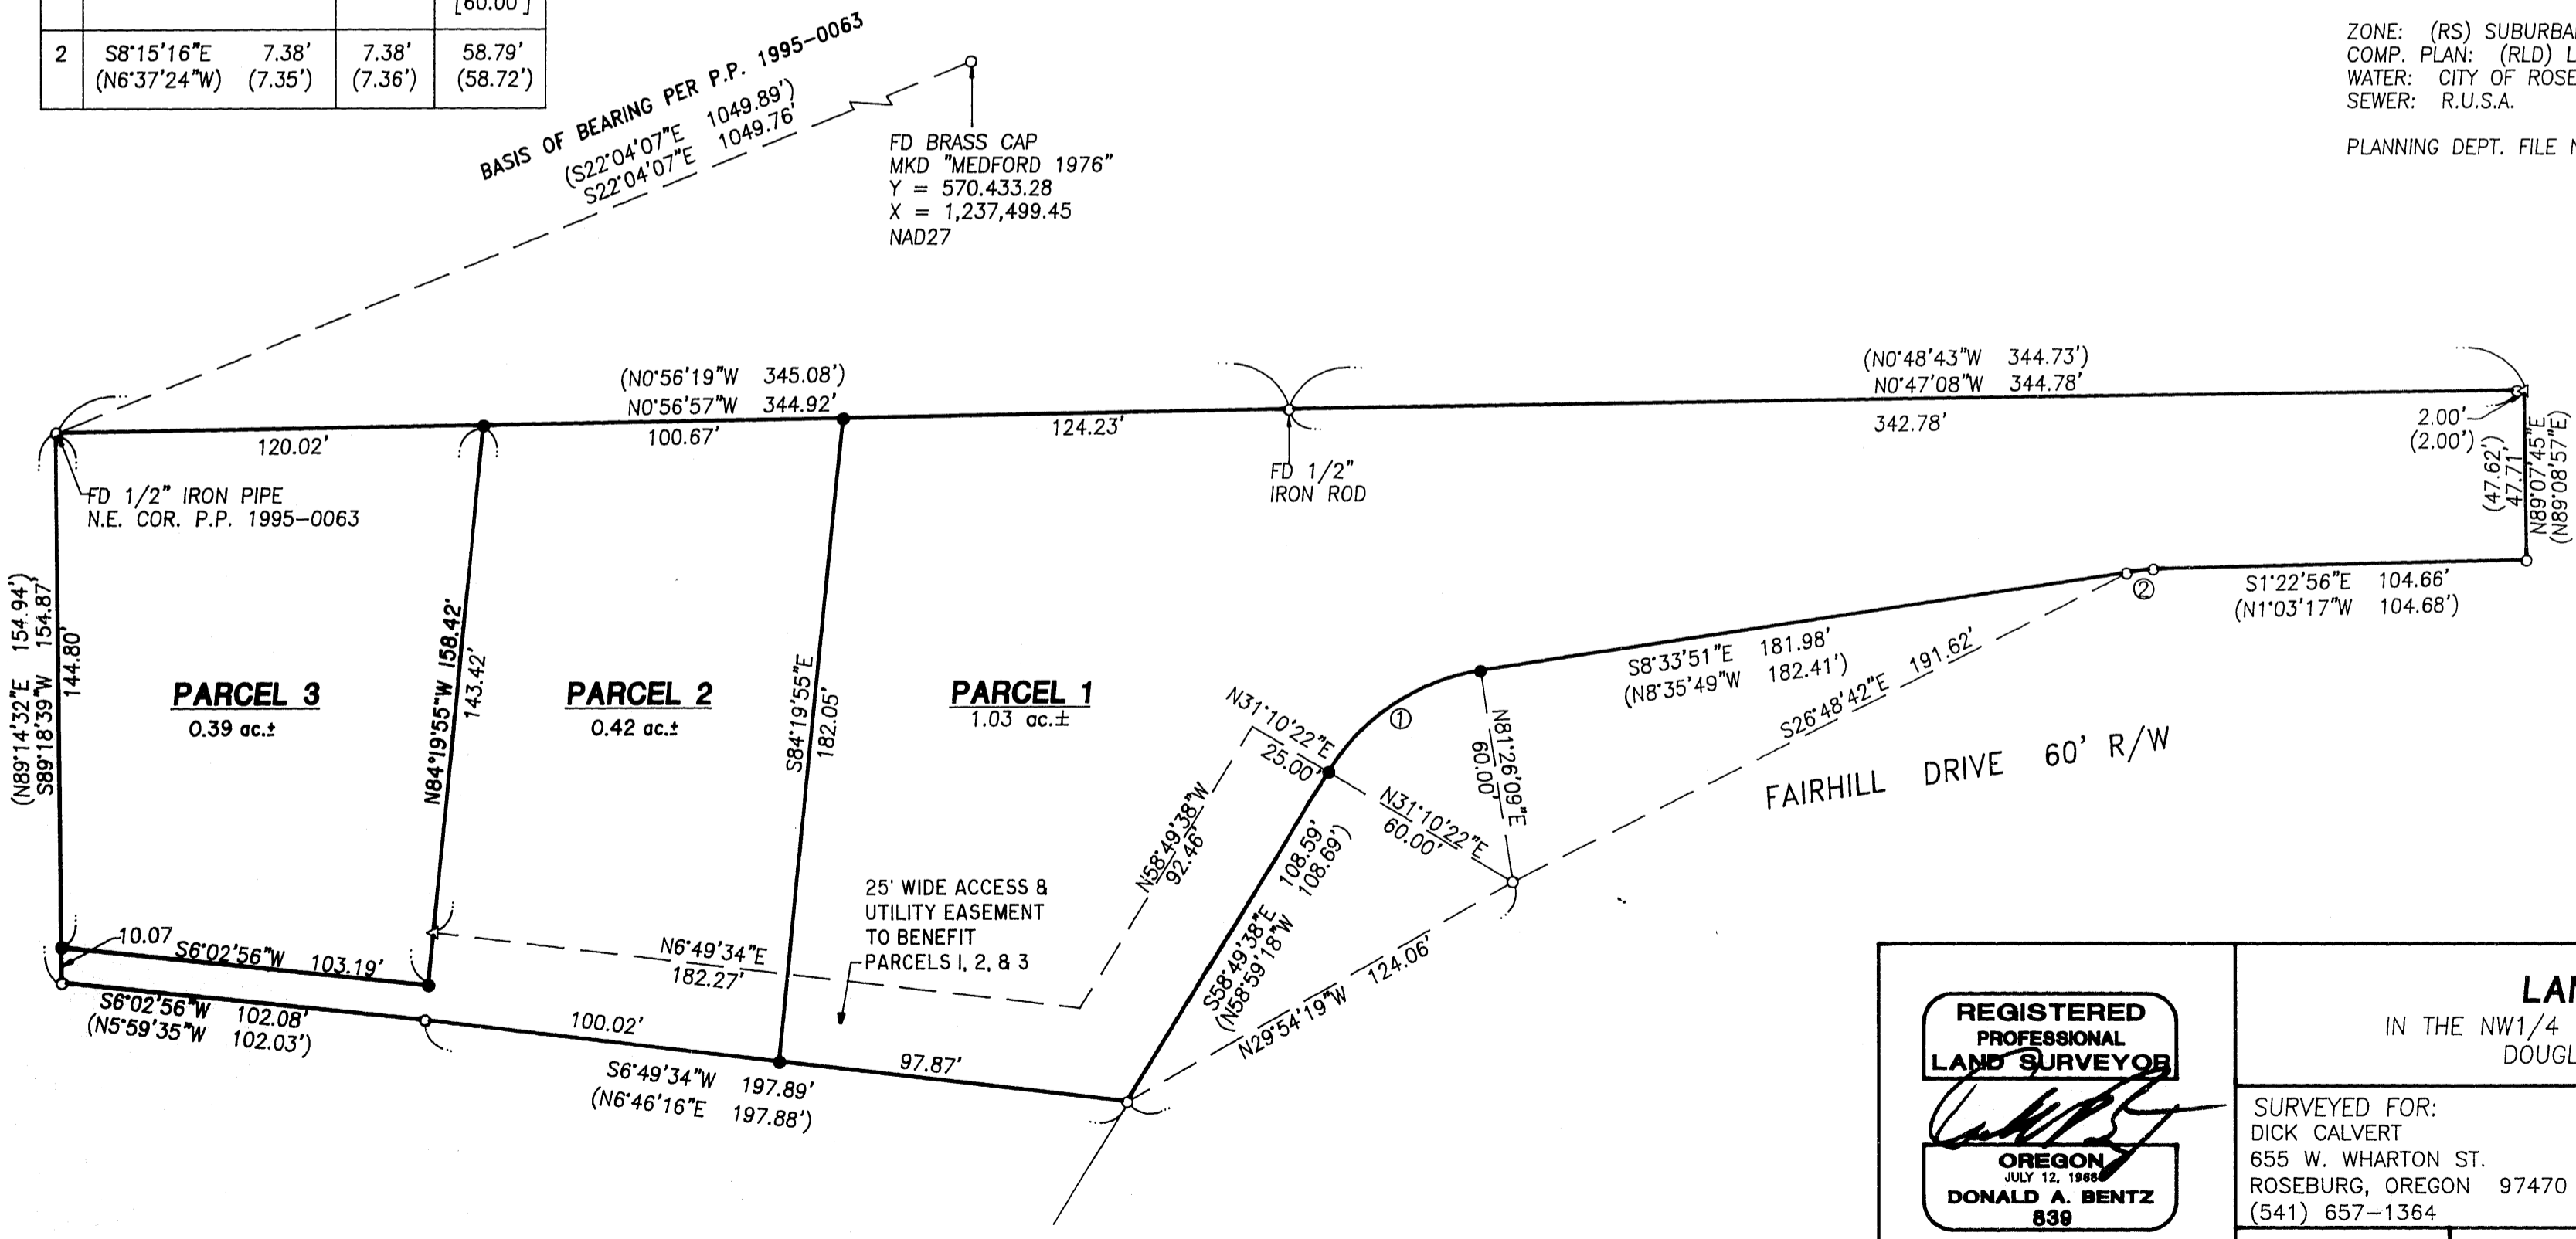 [60.00']
2 S8°15'16"E 7.38' 7.38' 58.79'
(N6°37'24"W) (7.35') (7.36') (58.72')
BASIS OF BEARING PER P.P. 1995-0063
(S22°04'07"E 1049.89')
S22°04'07"E 1049.76'
FD BRASS CAP
MKD "MEDFORD 1976"
Y = 570.433.28
X = 1,237,499.45
NAD27
ZONE: (RS) SUBURBA
COMP. PLAN: (RLD) L
WATER: CITY OF ROSE
SEWER: R.U.S.A.
PLANNING DEPT. FILE N
(N0°56'19"W 345.08')
N0°56'57"W 344.92'
120.02'
100.67'
124.23'
(N0°48'43"W 344.73')
N0°47'08"W 344.78'
342.78'
2.00'
(2.00')
(47.62')
47.71'
N89°07'45"E
(N89°08'57"E)
FD 1/2" IRON PIPE
N.E. COR. P.P. 1995-0063
FD 1/2"
IRON ROD
(N89°14'32"E 154.94')
S89°18'39"W 154.87'
144.80'
PARCEL 3
0.39 ac.±
N84°19'55"W 158.42'
143.42'
PARCEL 2
0.42 ac.±
S84°19'55"E
182.05'
PARCEL 1
1.03 ac.±
N31°10'22"E
25.00'
1
N81°26'09"E
60.00'
N31°10'22"E
60.00'
S8°33'51"E 181.98'
(N8°35'49"W 182.41')
2
S1°22'56"E 104.66'
(N1°03'17"W 104.68')
S26°48'42"E 191.62'
FAIRHILL DRIVE 60' R/W
N58°49'38"W
92.46'
108.59'
108.69')
S58°49'38"E
(N58°59'18"W
N29°54'19"W 124.06'
25' WIDE ACCESS &
UTILITY EASEMENT
TO BENEFIT
PARCELS 1, 2, & 3
N6°49'34"E
182.27'
10.07
S6°02'56"W 103.19'
S6°02'56"W 102.08'
(N5°59'35"W 102.03')
100.02'
97.87'
S6°49'34"W 197.89'
(N6°46'16"E 197.88')
REGISTERED
PROFESSIONAL
LAND SURVEYOR
OREGON
JULY 12, 1968
DONALD A. BENTZ
839
LAN
IN THE NW1/4
DOUGL
SURVEYED FOR:
DICK CALVERT
655 W. WHARTON ST.
ROSEBURG, OREGON 97470
(541) 657-1364